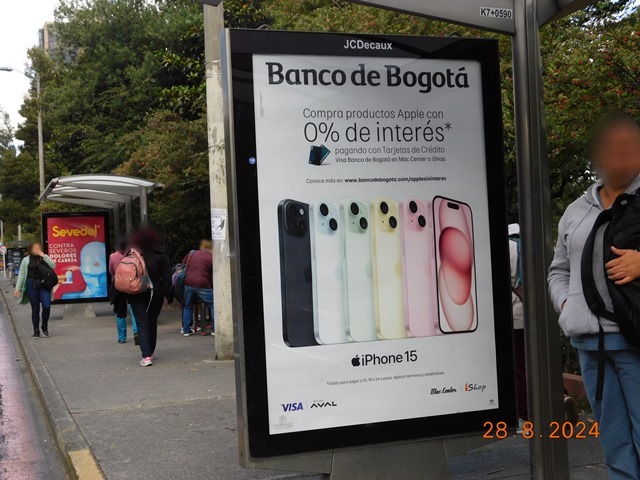 K7+0590
JCDecaux
Banco de Bogotá
Compra productos Apple con
0% de interés*
pagando con Tarjetas de Crédito
Visa Banco de Bogotá en Mac Center o iShop.
Conoce más en: www.bancodebogota.com/applesininteres
iPhone 15
VISA
AVAL
Mac Center
iShop
Sevedol
CONTRA
SEVEROS
DOLORES
DE CABEZA
28 8 2024